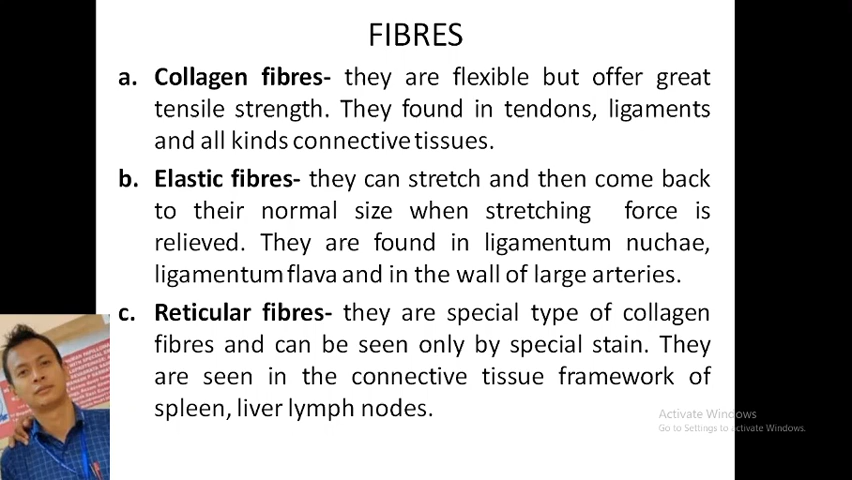 FIBRES
a. Collagen fibres- they are flexible but offer great
tensile strength. They found in tendons, ligaments
and all kinds connective tissues.
b. Elastic fibres- they can stretch and then come back
to their normal size when stretching force is
relieved. They are found in ligamentum nuchae,
ligamentum flava and in the wall of large arteries.
c. Reticular fibres- they are special type of collagen
fibres and can be seen only by special stain. They
are seen in the connective tissue framework of
spleen, liver lymph nodes.
Activate Windows
Go to Settings to activate Windows.